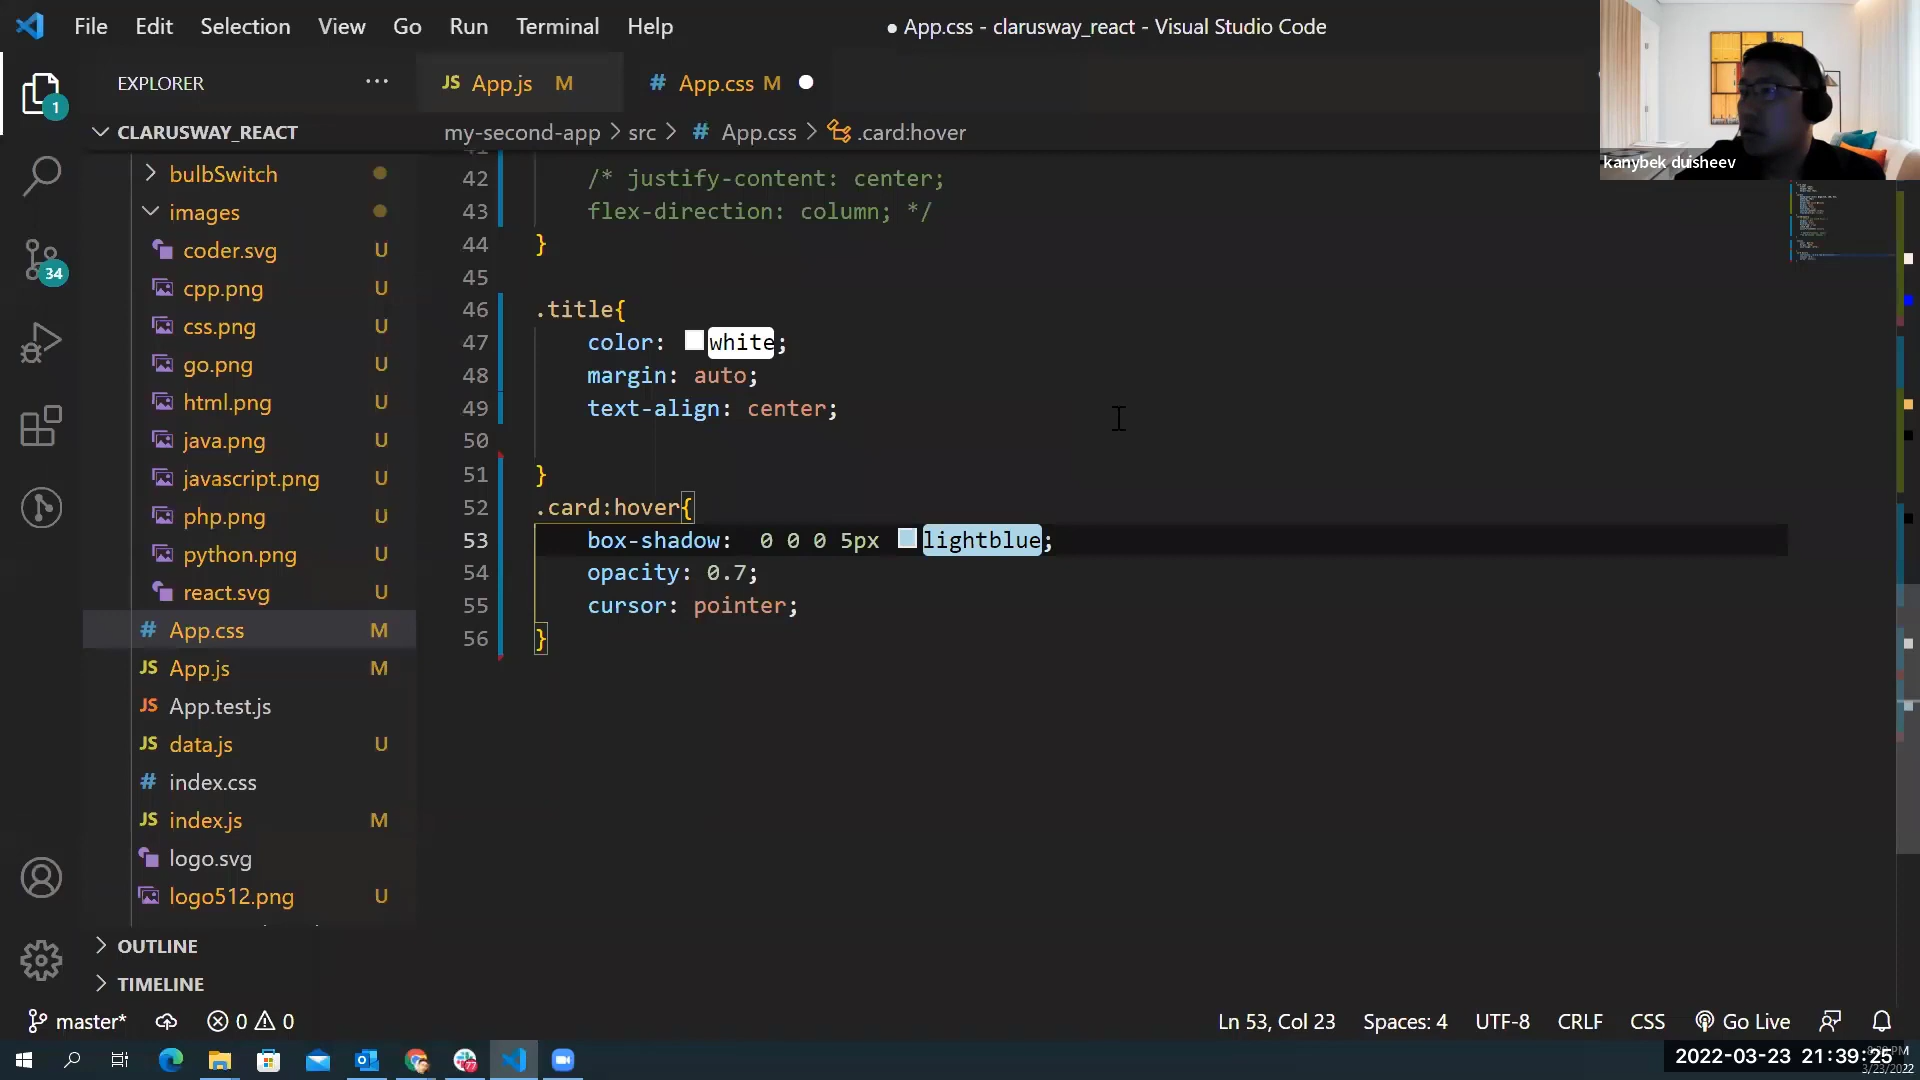 File Edit Selection View Go Run Terminal Help
● App.css - clarusway_react - Visual Studio Code
kanybek duisheev
EXPLORER
JS App.js M
# App.css M
CLARUSWAY_REACT
my-second-app > src > # App.css > .card:hover
1
34
bulbSwitch
images
coder.svg U
cpp.png U
css.png U
go.png U
html.png U
java.png U
javascript.png U
php.png U
python.png U
react.svg U
# App.css M
JS App.js M
JS App.test.js
JS data.js U
# index.css
JS index.js M
logo.svg
logo512.png U
OUTLINE
TIMELINE
42 /* justify-content: center;
43 flex-direction: column; */
44 }
45
46 .title{
47 color: white;
48 margin: auto;
49 text-align: center;
50
51 }
52 .card:hover{
53 box-shadow:  0 0 0 5px lightblue;
54 opacity: 0.7;
55 cursor: pointer;
56 }
master* 0 0
Ln 53, Col 23 Spaces: 4 UTF-8 CRLF CSS Go Live
77
2022-03-23 21:39:25
3/23/2022